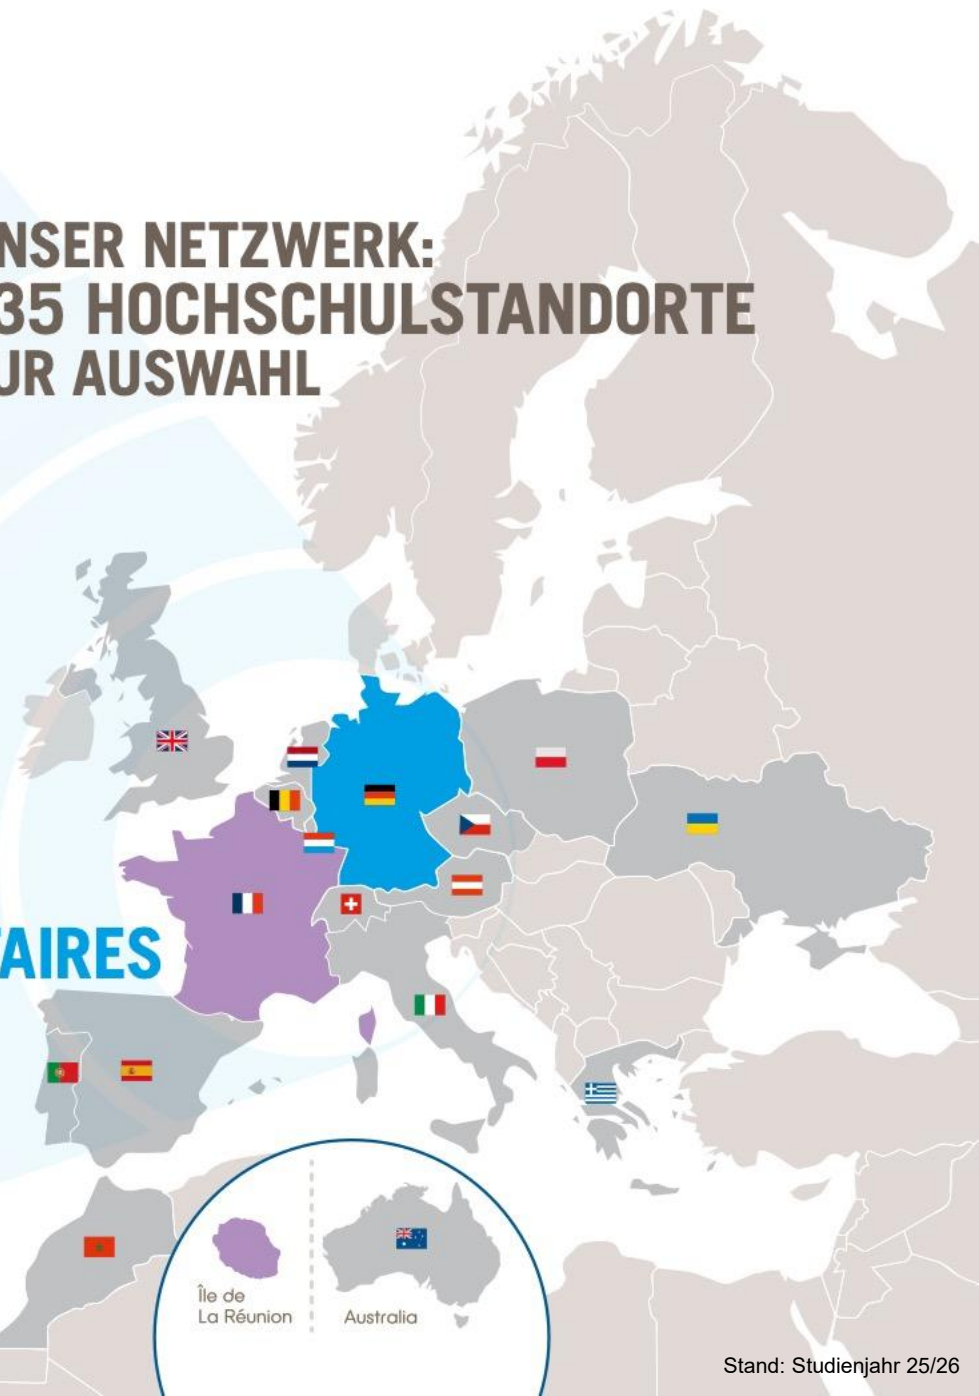 NSER NETZWERK:
35 HOCHSCHULSTANDORTE
UR AUSWAHL
AIRES
Île de
La Réunion
Australia
Stand: Studienjahr 25/26